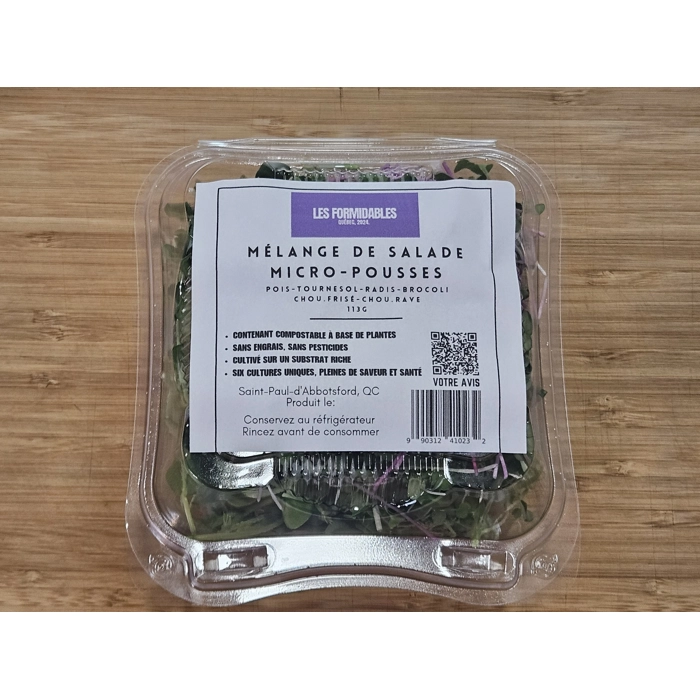 LES FORMIDABLES
QUÉBEC, 2024.
MÉLANGE DE SALADE
MICRO-POUSSES
POIS-TOURNESOL-RADIS-BROCOLI
CHOU.FRISÉ-CHOU.RAVE
113G
• CONTENANT COMPOSTABLE À BASE DE PLANTES
• SANS ENGRAIS, SANS PESTICIDES
• CULTIVÉ SUR UN SUBSTRAT RICHE
• SIX CULTURES UNIQUES, PLEINES DE SAVEUR ET SANTÉ
VOTRE AVIS
Saint-Paul-d'Abbotsford, QC
Produit le:
Conservez au réfrigérateur
Rincez avant de consommer
9 90312 41023 2